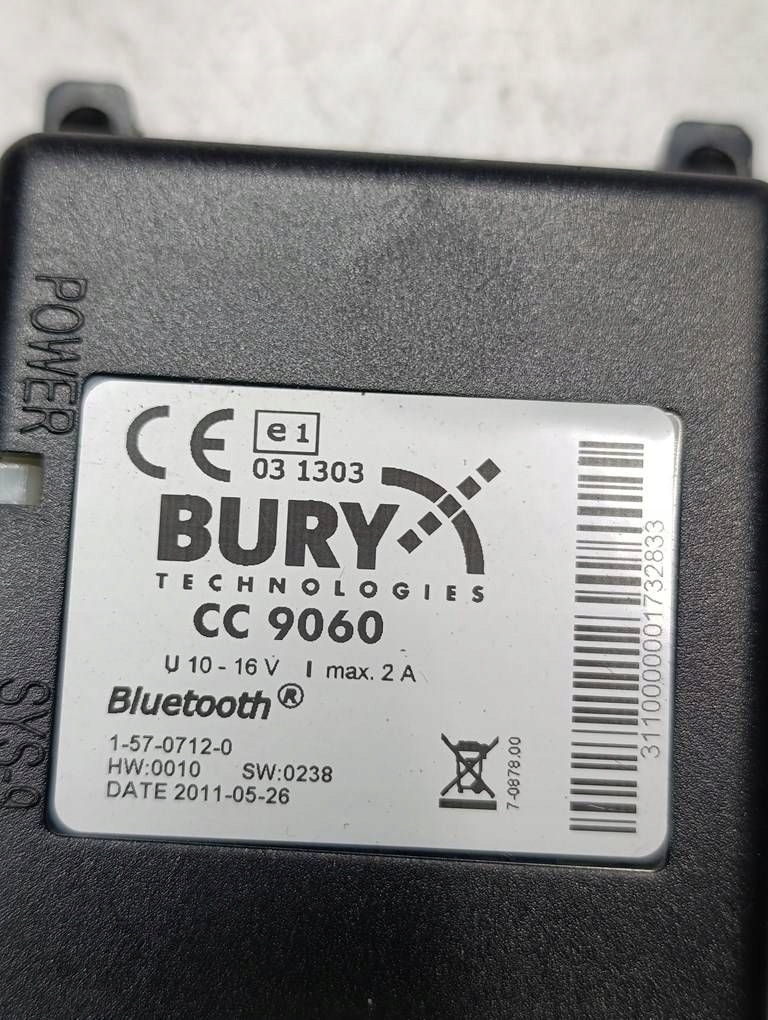 POWER
CE e1
03 1303
BURY
TECHNOLOGIES
CC 9060
U 10 - 16 V I max. 2 A
Bluetooth®
1-57-0712-0
HW:0010 SW:0238
DATE 2011-05-26
7-0878.00
3110000001732833